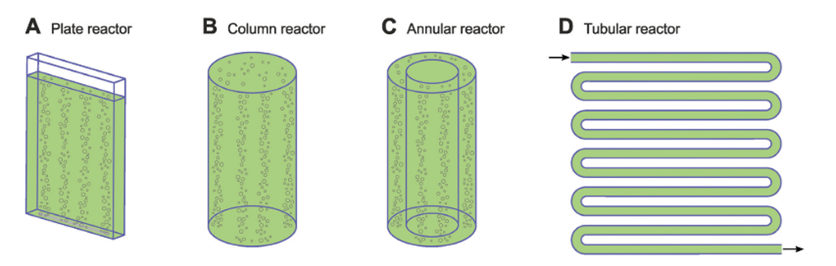 A Plate reactor
B Column reactor
C Annular reactor
D Tubular reactor